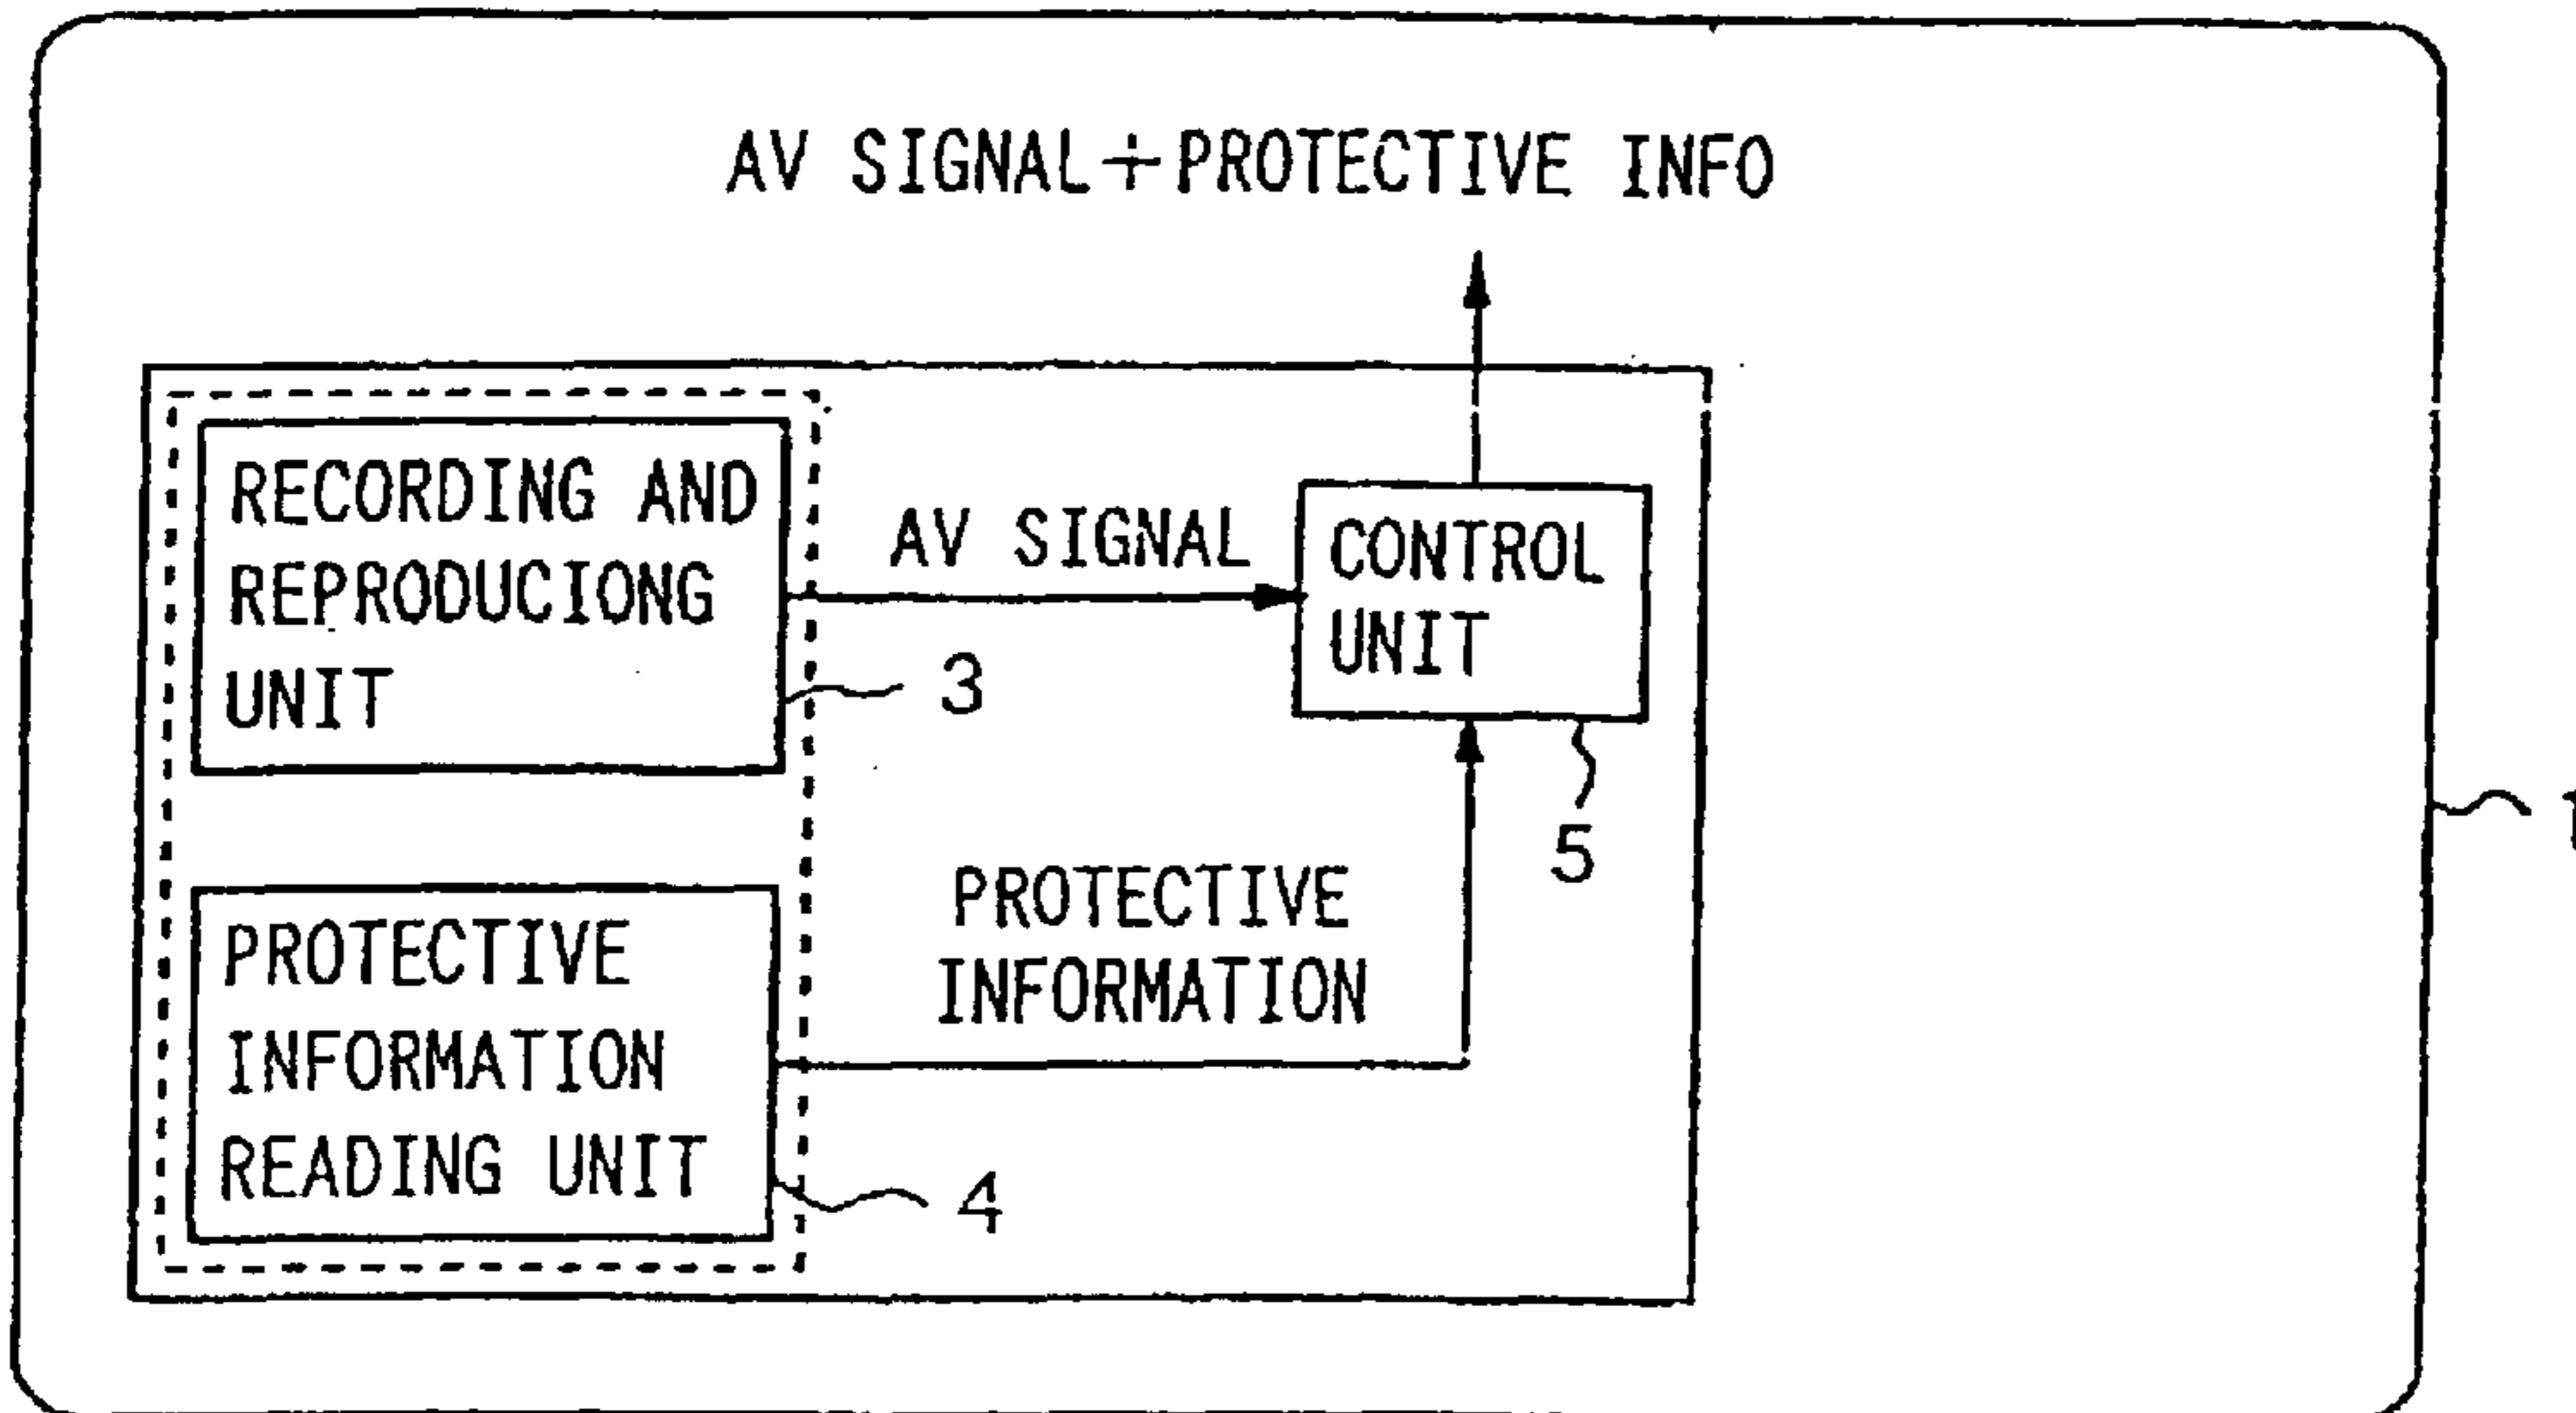 AV SIGNAL+PROTECTIVE INFO
RECORDING AND
REPRODUCIONG
UNIT
3
AV SIGNAL
CONTROL
UNIT
5
PROTECTIVE
INFORMATION
READING UNIT
4
PROTECTIVE
INFORMATION